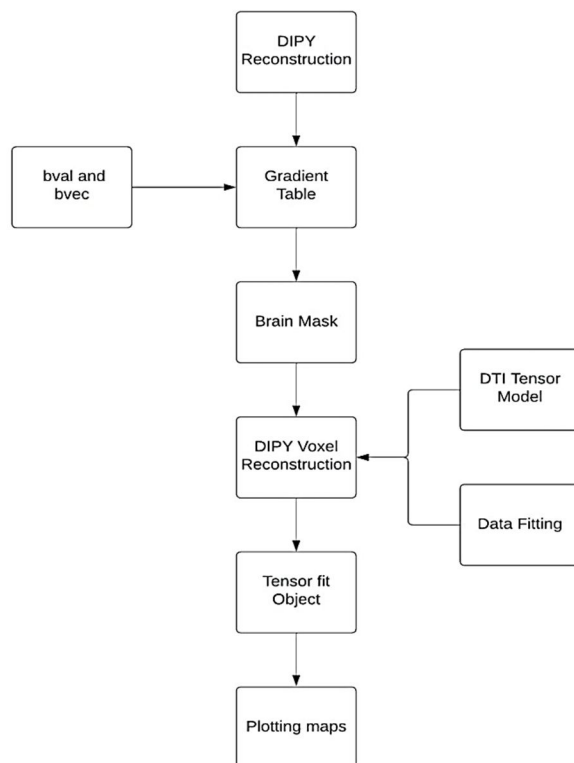 DIPY
Reconstruction
bval and
bvec
Gradient
Table
Brain Mask
DTI Tensor
Model
DIPY Voxel
Reconstruction
Data Fitting
Tensor fit
Object
Plotting maps